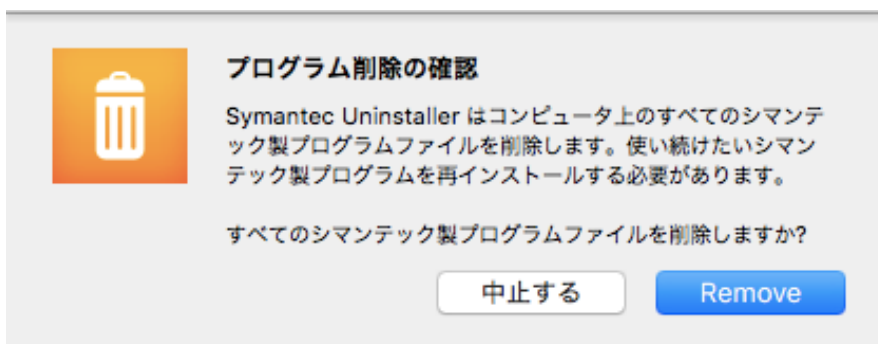 プログラム削除の確認
Symantec Uninstaller はコンピュータ上のすべてのシマンテ
ック製プログラムファイルを削除します。使い続けたいシマン
テック製プログラムを再インストールする必要があります。
すべてのシマンテック製プログラムファイルを削除しますか?
中止する
Remove